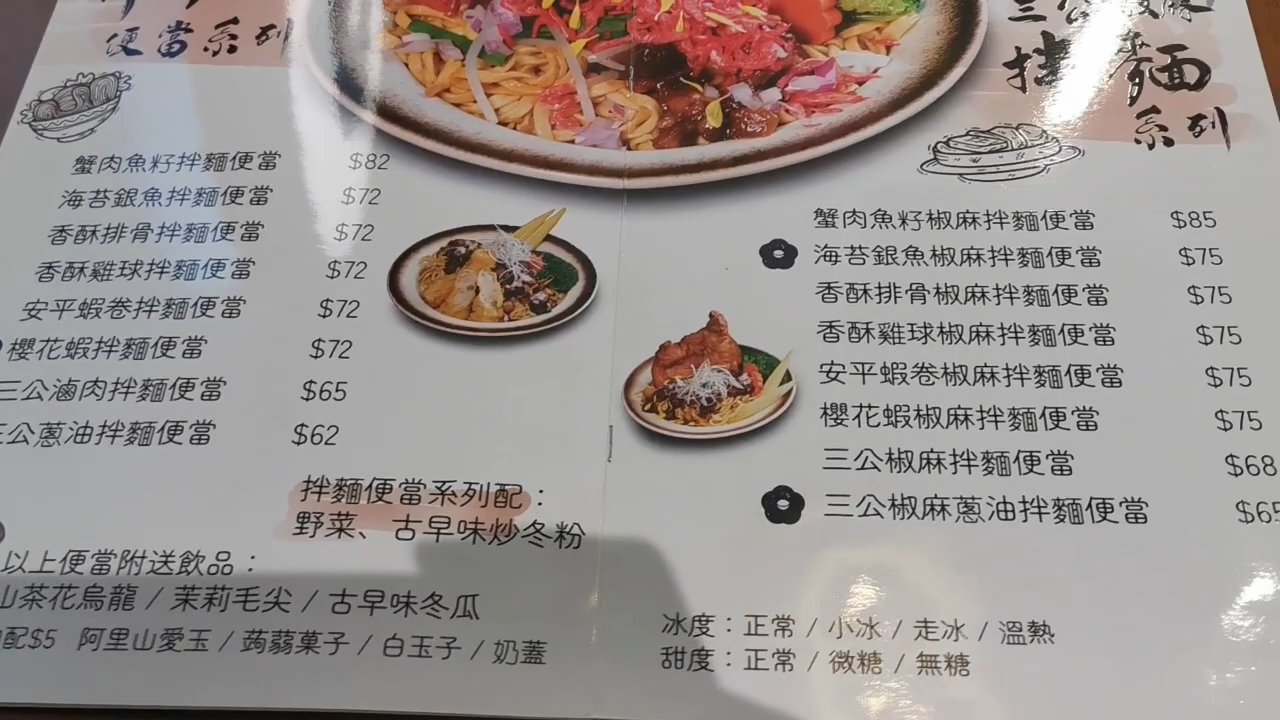 便當系列
蟹肉魚籽拌麵便當 $82
海苔銀魚拌麵便當 $72
香酥排骨拌麵便當 $72
香酥雞球拌麵便當 $72
安平蝦卷拌麵便當 $72
櫻花蝦拌麵便當 $72
三公滷肉拌麵便當 $65
三公蔥油拌麵便當 $62
拌麵便當系列配：
野菜、古早味炒冬粉
以上便當附送飲品：
山茶花烏龍 / 茉莉毛尖 / 古早味冬瓜
配$5 阿里山愛玉 / 蒟蒻菓子 / 白玉子 / 奶蓋
拌麵
系列
蟹肉魚籽椒麻拌麵便當 $85
海苔銀魚椒麻拌麵便當 $75
香酥排骨椒麻拌麵便當 $75
香酥雞球椒麻拌麵便當 $75
安平蝦卷椒麻拌麵便當 $75
櫻花蝦椒麻拌麵便當 $75
三公椒麻拌麵便當 $68
三公椒麻蔥油拌麵便當 $65
冰度：正常 / 小冰 / 走冰 / 溫熱
甜度：正常 / 微糖 / 無糖